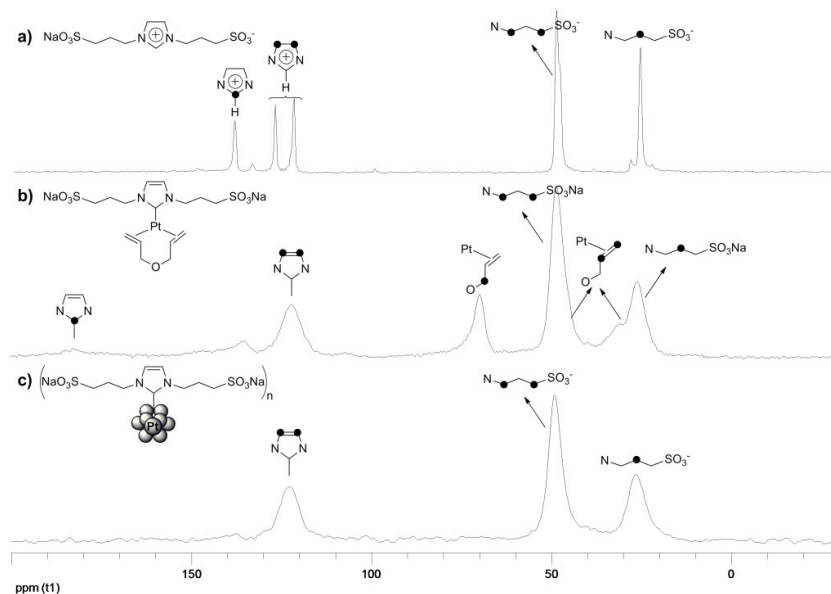 a) NaO3S N N SO3-
N SO3-
N SO3-
N N
H
N N
H
b) NaO3S N N SO3Na
Pt
O
N SO3Na
Pt
O
Pt
O
N SO3Na
N N
N N
c) ( NaO3S N N SO3Na ) n
Pt
N SO3-
N N
N SO3-
150 100 50 0
ppm (t1)